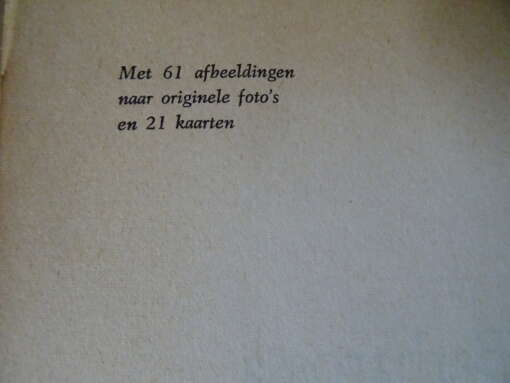 Met 61 afbeeldingen
naar originele foto's
en 21 kaarten